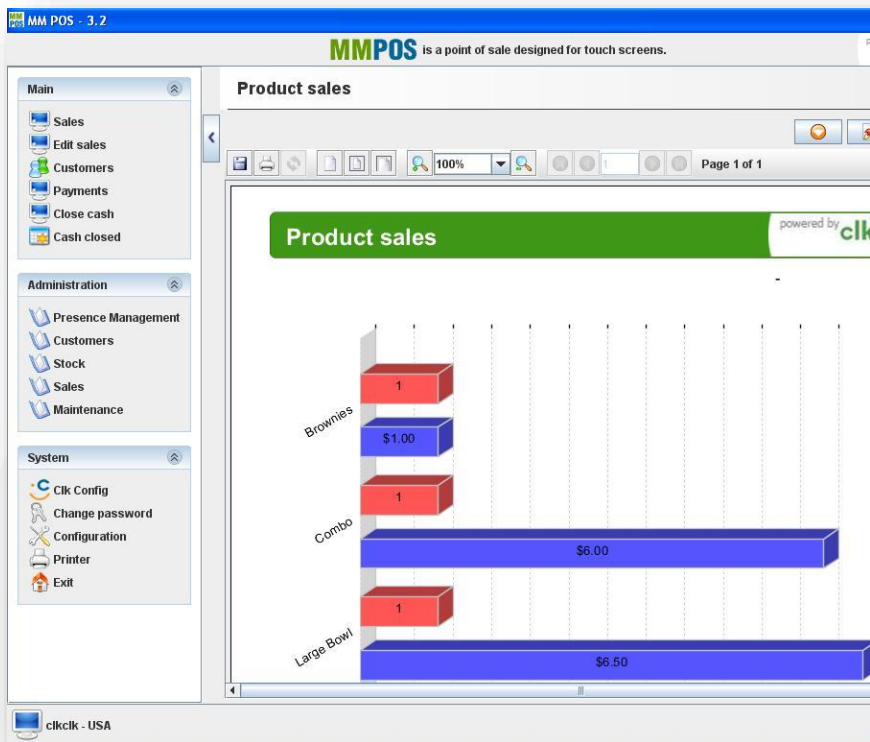 MM POS - 3.2
MMPOS is a point of sale designed for touch screens.
Main
Sales
Edit sales
Customers
Payments
Close cash
Cash closed
Administration
Presence Management
Customers
Stock
Sales
Maintenance
System
Clk Config
Change password
Configuration
Printer
Exit
Product sales
100%
1
Page 1 of 1
Product sales
powered by clk
-
Brownies
1
$1.00
Combo
1
$6.00
Large Bowl
1
$6.50
clkclk - USA